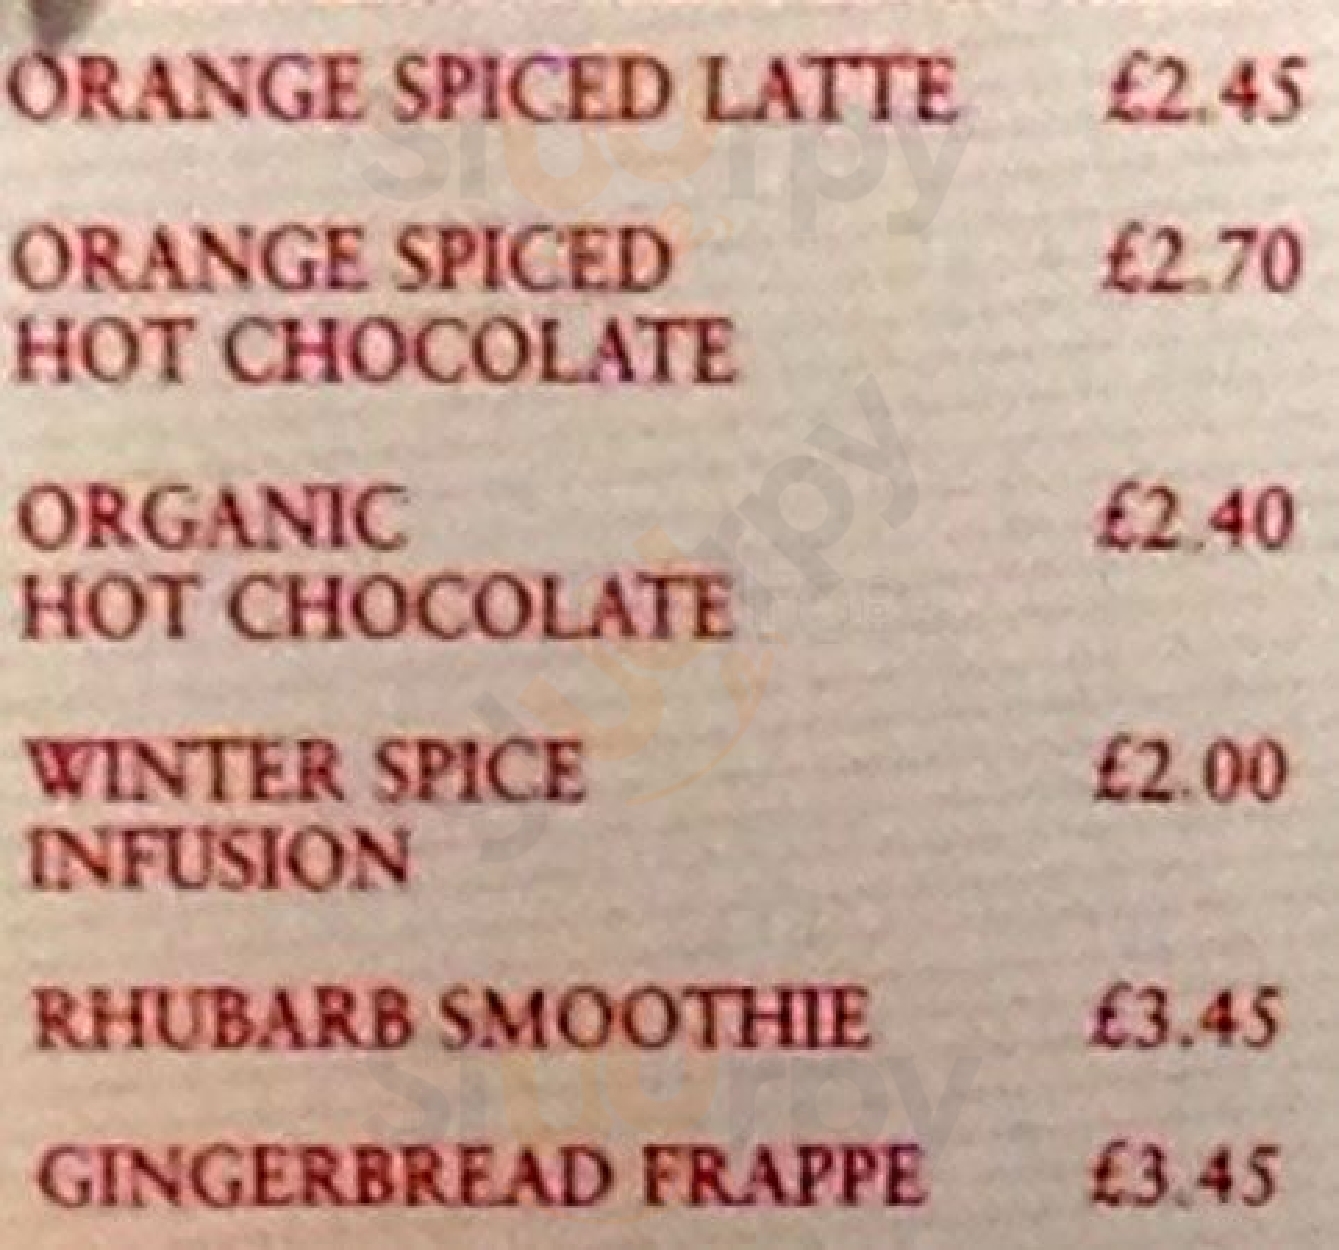 ORANGE SPICED LATTE £2.45
ORANGE SPICED £2.70
HOT CHOCOLATE
ORGANIC £2.40
HOT CHOCOLATE
WINTER SPICE £2.00
INFUSION
RHUBARB SMOOTHIE £3.45
GINGERBREAD FRAPPE £3.45